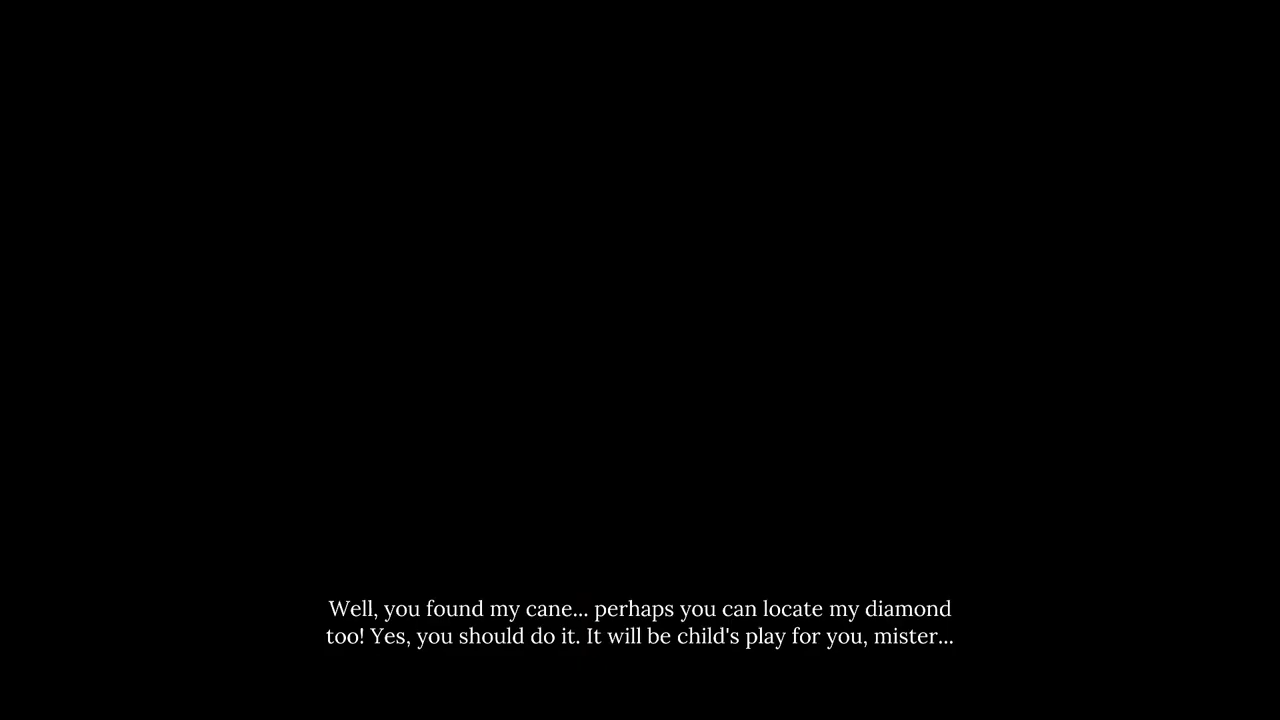 Well, you found my cane... perhaps you can locate my diamond
too! Yes, you should do it. It will be child's play for you, mister...